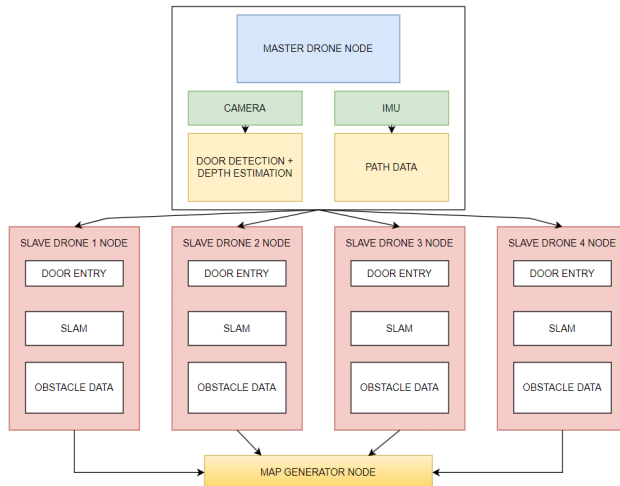 MASTER DRONE NODE
CAMERA
IMU
DOOR DETECTION +
DEPTH ESTIMATION
PATH DATA
SLAVE DRONE 1 NODE
DOOR ENTRY
SLAM
OBSTACLE DATA
SLAVE DRONE 2 NODE
DOOR ENTRY
SLAM
OBSTACLE DATA
SLAVE DRONE 3 NODE
DOOR ENTRY
SLAM
OBSTACLE DATA
SLAVE DRONE 4 NODE
DOOR ENTRY
SLAM
OBSTACLE DATA
MAP GENERATOR NODE